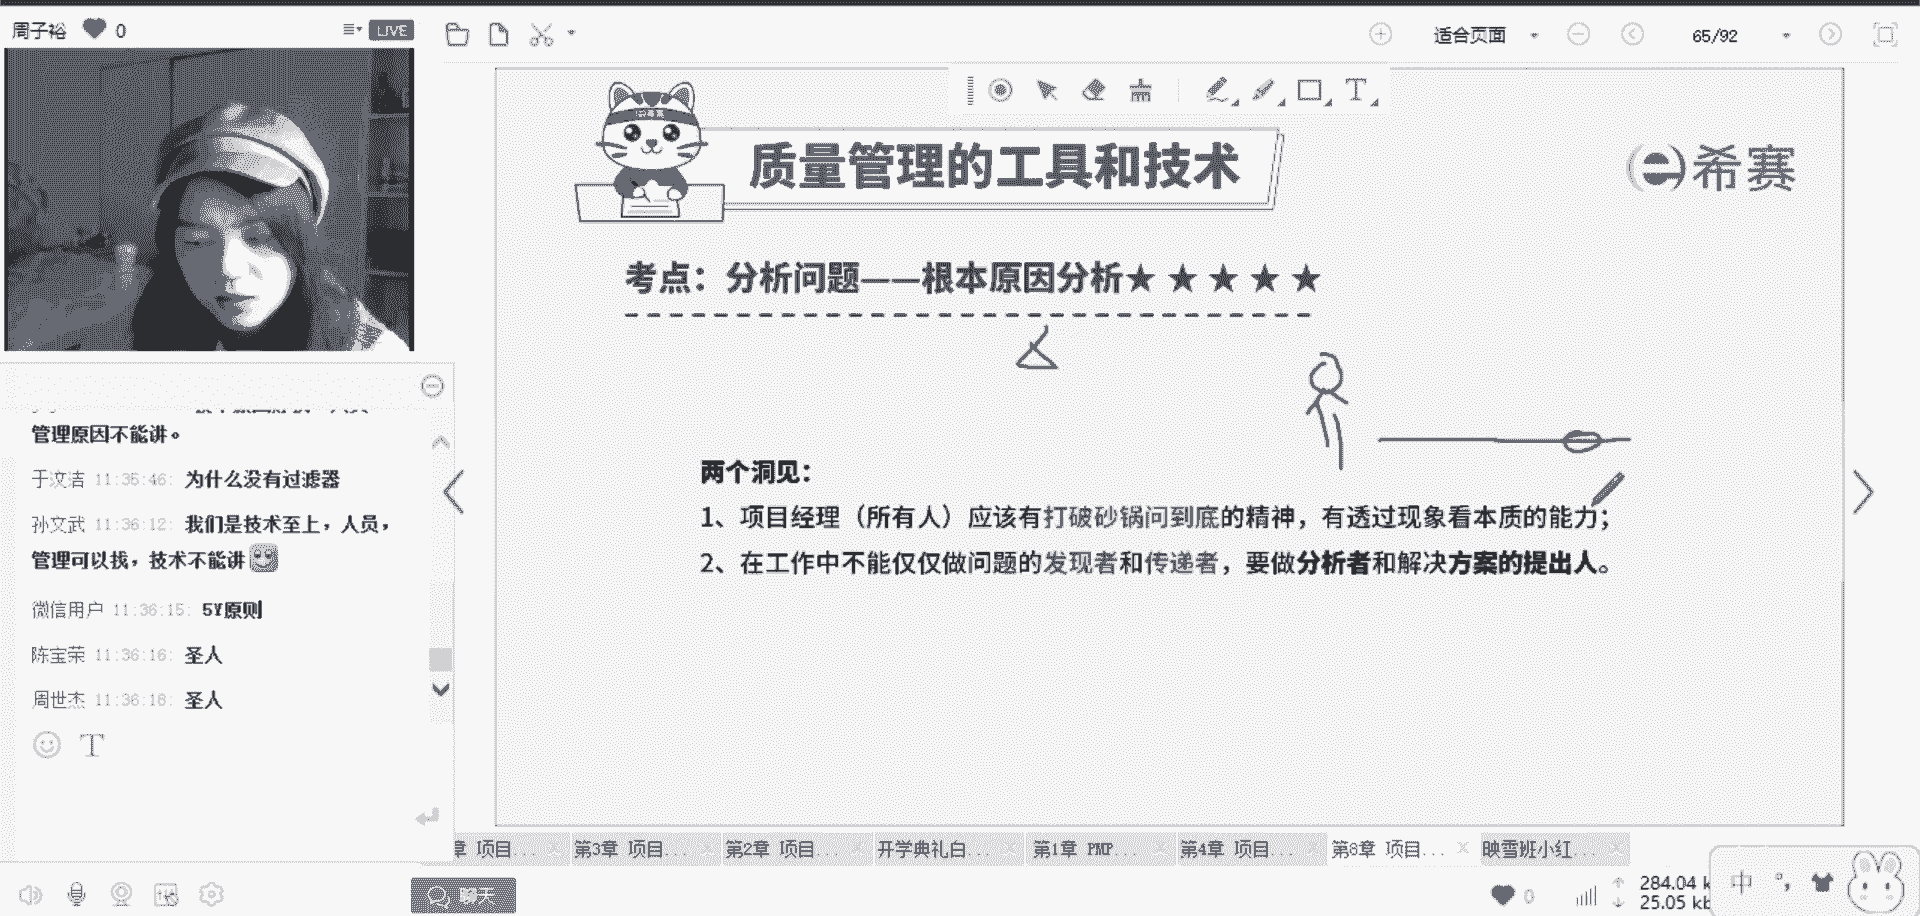 周子裕 0
LIVE
适合页面
65/92
质量管理的工具和技术
希赛
考点：分析问题——根本原因分析★★★★★
两个洞见：
1、项目经理（所有人）应该有打破砂锅问到底的精神，有透过现象看本质的能力；
2、在工作中不能仅仅做问题的发现者和传递者，要做分析者和解决方案的提出人。
管理原因不能讲。
于汶洁 11:35:46: 为什么没有过滤器
孙文武 11:36:12: 我们是技术至上，人员，
管理可以找，技术不能讲
微信用户 11:36:15: 5Y原则
陈宝荣 11:36:16: 圣人
周世杰 11:36:18: 圣人
T
章 项目...
第3章 项目...
第2章 项目...
开学典礼白...
第1章 PMP...
第4章 项目...
第8章 项目...
映雪班小红...
聊天
0
284.04 k
25.05 kb
中